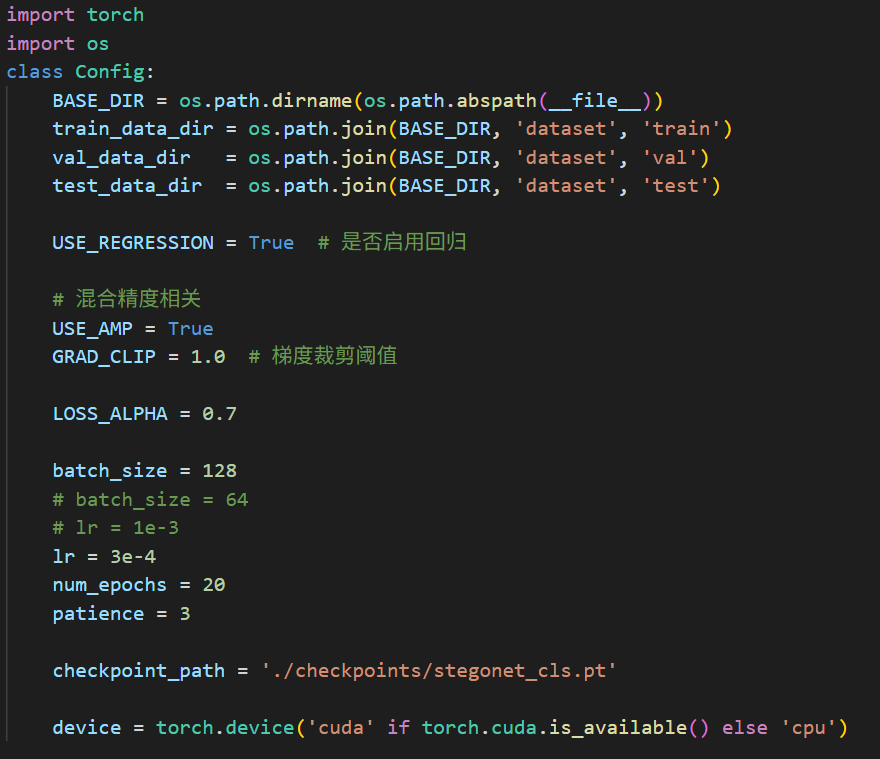 import torch
import os
class Config:
    BASE_DIR = os.path.dirname(os.path.abspath(__file__))
    train_data_dir = os.path.join(BASE_DIR, 'dataset', 'train')
    val_data_dir   = os.path.join(BASE_DIR, 'dataset', 'val')
    test_data_dir  = os.path.join(BASE_DIR, 'dataset', 'test')

    USE_REGRESSION = True  # 是否启用回归

    # 混合精度相关
    USE_AMP = True
    GRAD_CLIP = 1.0  # 梯度裁剪阈值

    LOSS_ALPHA = 0.7

    batch_size = 128
    # batch_size = 64
    # lr = 1e-3
    lr = 3e-4
    num_epochs = 20
    patience = 3

    checkpoint_path = './checkpoints/stegonet_cls.pt'

    device = torch.device('cuda' if torch.cuda.is_available() else 'cpu')